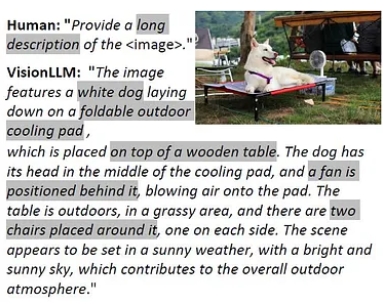 Human: "Provide a long
description of the <image>."
VisionLLM: "The image
features a white dog laying
down on a foldable outdoor
cooling pad ,
which is placed on top of a wooden table. The dog has
its head in the middle of the cooling pad, and a fan is
positioned behind it, blowing air onto the pad. The
table is outdoors, in a grassy area, and there are two
chairs placed around it, one on each side. The scene
appears to be set in a sunny weather, with a bright and
sunny sky, which contributes to the overall outdoor
atmosphere."